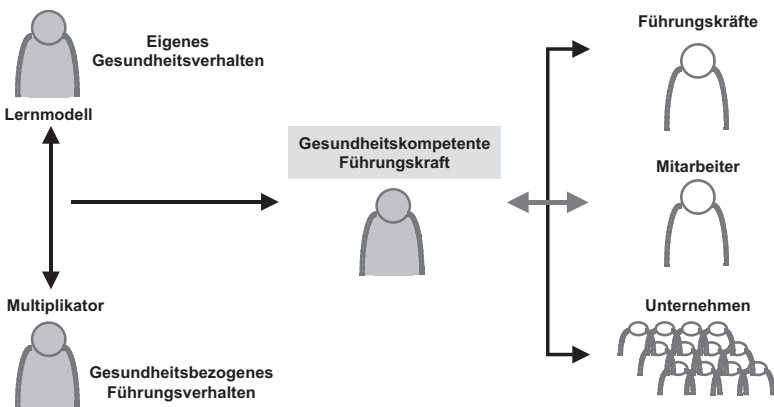 Eigenes
Gesundheitsverhalten
Lernmodell
Multiplikator
Gesundheitsbezogenes
Führungsverhalten
Gesundheitskompetente
Führungskraft
Führungskräfte
Mitarbeiter
Unternehmen